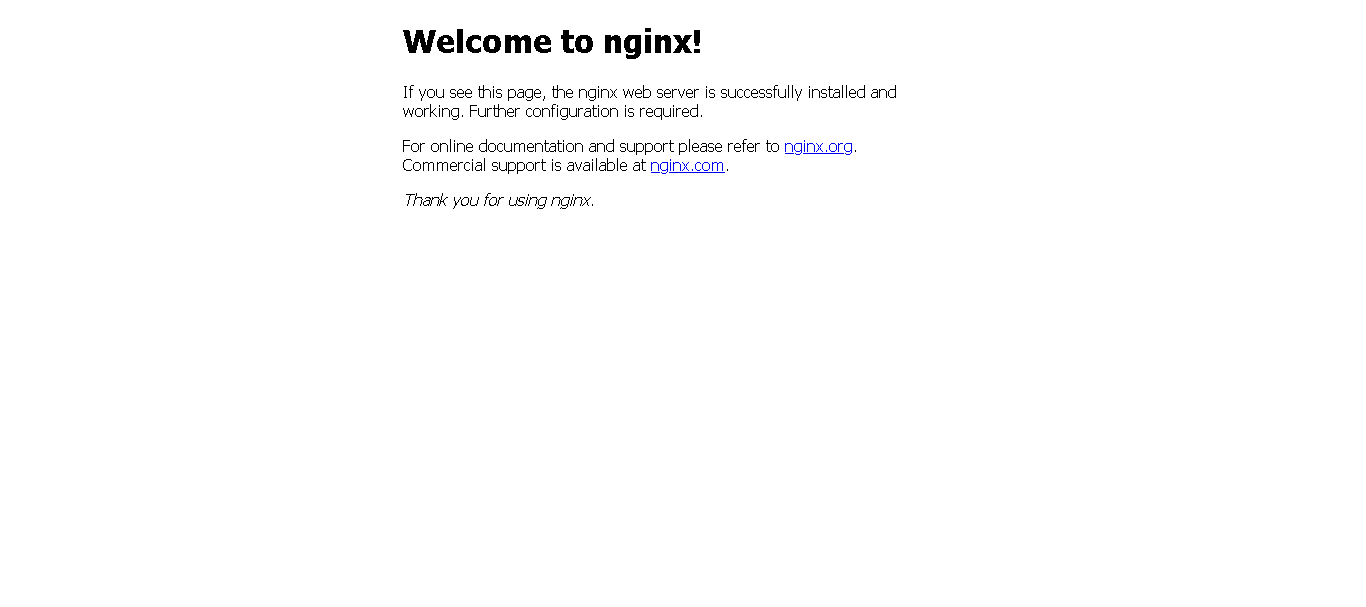 Welcome to nginx!
If you see this page, the nginx web server is successfully installed and
working. Further configuration is required.
For online documentation and support please refer to nginx.org.
Commercial support is available at nginx.com.
Thank you for using nginx.